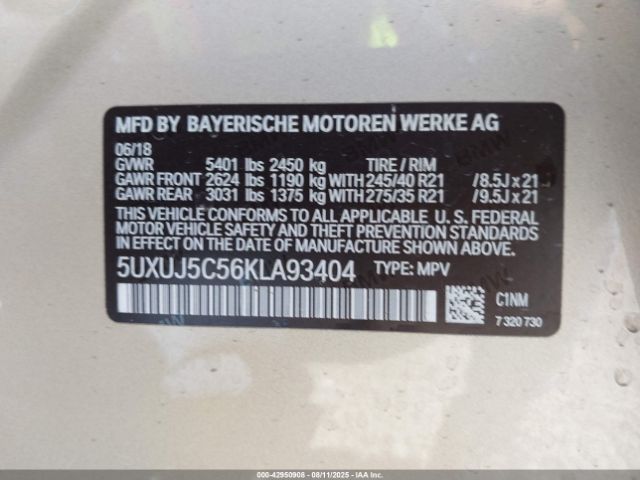 MFD BY BAYERISCHE MOTOREN WERKE AG
06/18
GVWR 5401 lbs 2450 kg TIRE / RIM
GAWR FRONT 2624 lbs 1190 kg WITH 245/40 R21 /8.5J x 21
GAWR REAR 3031 lbs 1375 kg WITH 275/35 R21 /9.5J x 21
THIS VEHICLE CONFORMS TO ALL APPLICABLE U. S. FEDERAL
MOTOR VEHICLE SAFETY AND THEFT PREVENTION STANDARDS
IN EFFECT ON THE DATE OF MANUFACTURE SHOWN ABOVE.
5UXUJ5C56KLA93404 TYPE: MPV
C1NM
7 320 730
000-42950908 - 08/11/2025 - IAAI.COM